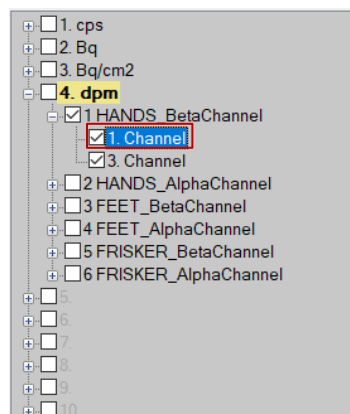 1. cps
2. Bq
3. Bq/cm2
4. dpm
1 HANDS_BetaChannel
1. Channel
3. Channel
2 HANDS_AlphaChannel
3 FEET_BetaChannel
4 FEET_AlphaChannel
5 FRISKER_BetaChannel
6 FRISKER_AlphaChannel
5.
6.
7.
8.
9.
10.